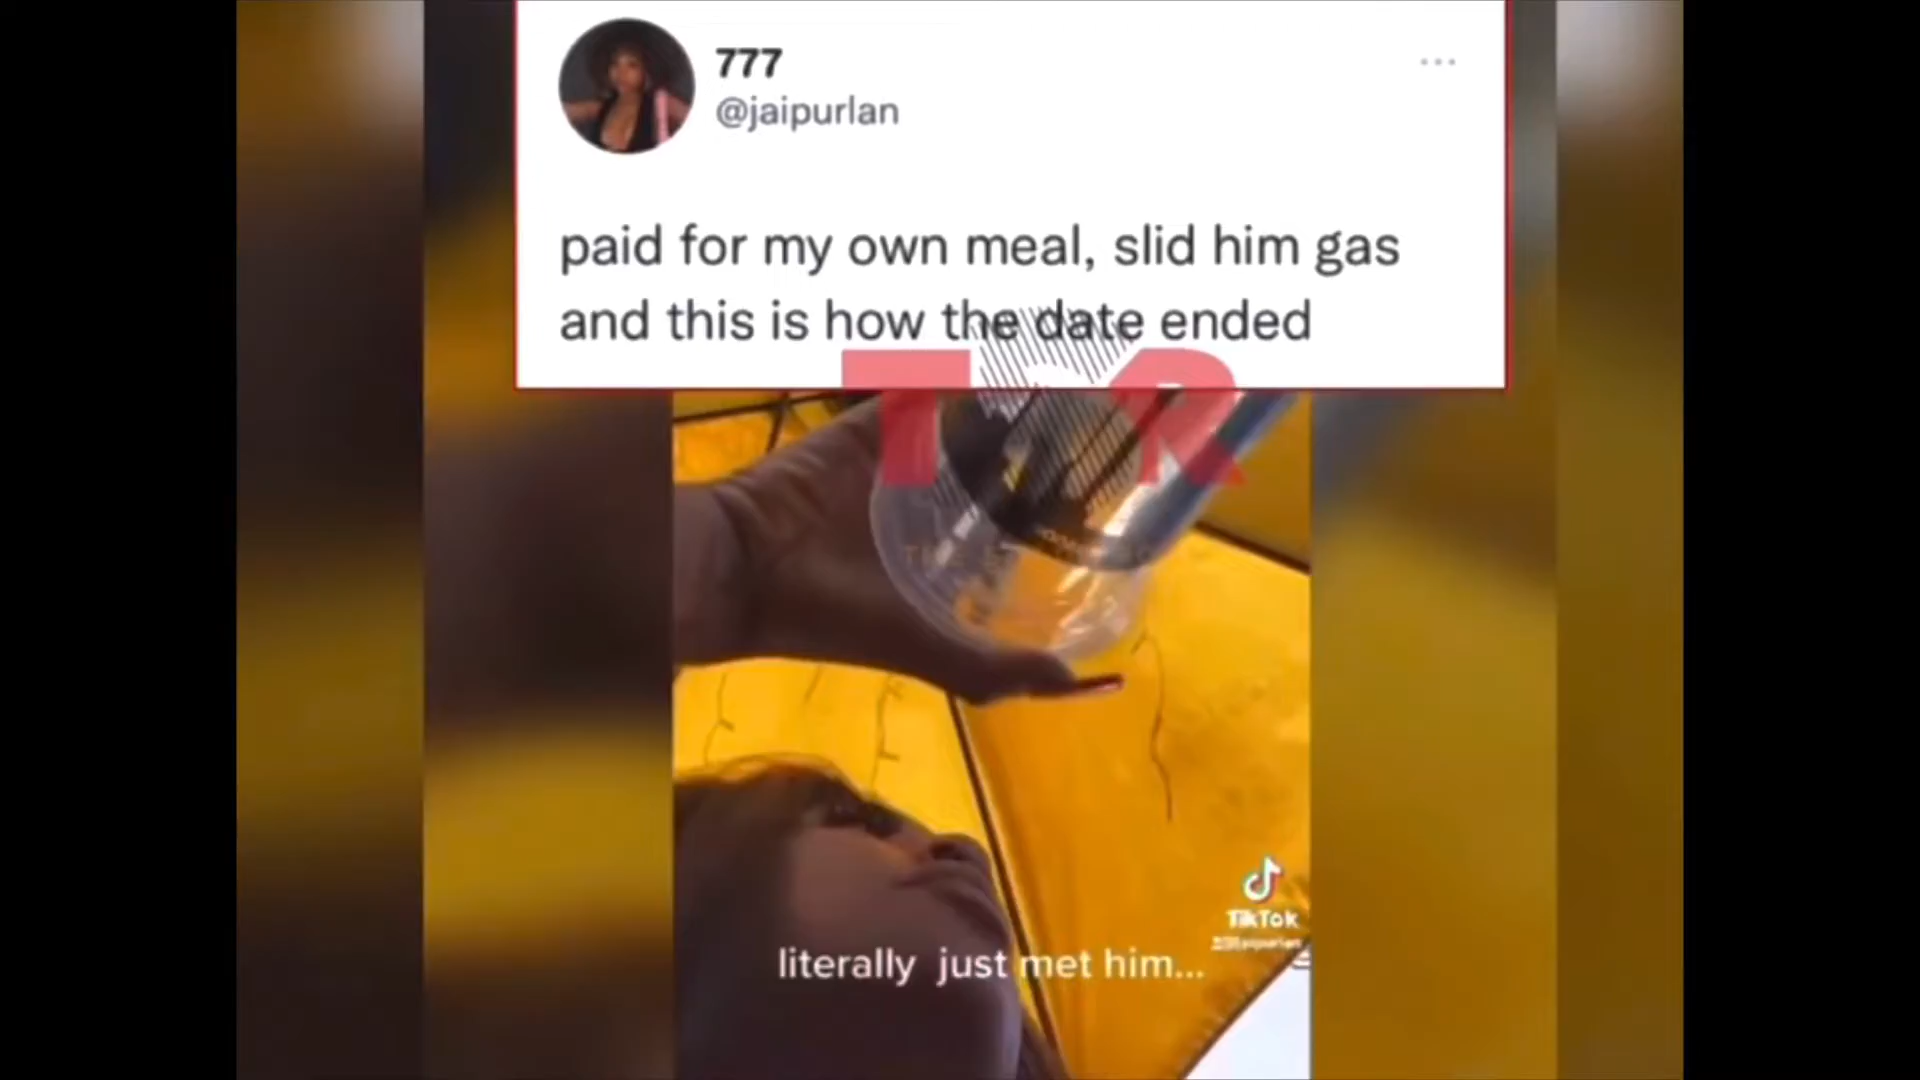 777
@jaipurlan
paid for my own meal, slid him gas
and this is how the date ended
TSR
literally just met him...
TikTok